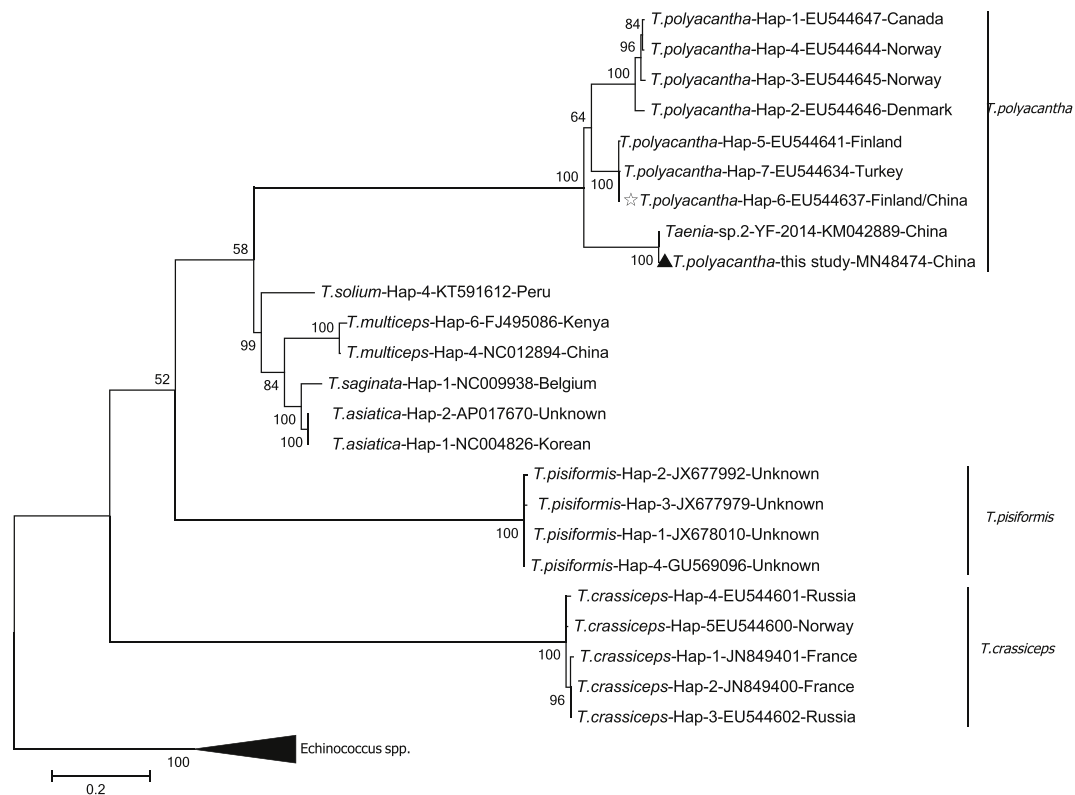 84
T.polyacantha-Hap-1-EU544647-Canada
96
T.polyacantha-Hap-4-EU544644-Norway
100
T.polyacantha-Hap-3-EU544645-Norway
T.polyacantha-Hap-2-EU544646-Denmark
T.polyacantha
64
T.polyacantha-Hap-5-EU544641-Finland
T.polyacantha-Hap-7-EU544634-Turkey
100
100
☆T.polyacantha-Hap-6-EU544637-Finland/China
Taenia-sp.2-YF-2014-KM042889-China
100
▲T.polyacantha-this study-MN48474-China
58
T.solium-Hap-4-KT591612-Peru
100
T.multiceps-Hap-6-FJ495086-Kenya
99
T.multiceps-Hap-4-NC012894-China
52
84
T.saginata-Hap-1-NC009938-Belgium
100
T.asiatica-Hap-2-AP017670-Unknown
100
T.asiatica-Hap-1-NC004826-Korean
T.pisiformis-Hap-2-JX677992-Unknown
T.pisiformis-Hap-3-JX677979-Unknown
T.pisiformis
100
T.pisiformis-Hap-1-JX678010-Unknown
T.pisiformis-Hap-4-GU569096-Unknown
T.crassiceps-Hap-4-EU544601-Russia
T.crassiceps-Hap-5EU544600-Norway
T.crassiceps
100
T.crassiceps-Hap-1-JN849401-France
T.crassiceps-Hap-2-JN849400-France
96
T.crassiceps-Hap-3-EU544602-Russia
Echinococcus spp.
100
0.2